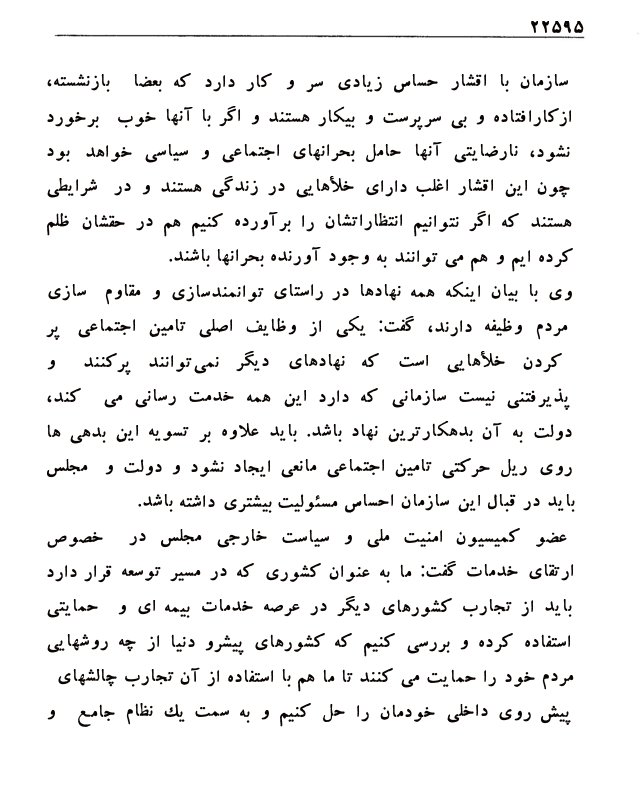 ۲۲۵۹۵
سازمان با اقشار حساس زیادی سر و کار دارد که بعضا بازنشسته،
ازکارافتاده و بی سرپرست و بیکار هستند و اگر با آنها خوب برخورد
نشود، نارضایتی آنها حامل بحرانهای اجتماعی و سیاسی خواهد بود
چون این اقشار اغلب دارای خلأهایی در زندگی هستند و در شرایطی
هستند که اگر نتوانیم انتظاراتشان را برآورده کنیم هم در حقشان ظلم
کرده ایم و هم می توانند به وجود آورنده بحرانها باشند.
وی با بیان اینکه همه نهادها در راستای توانمندسازی و مقاوم سازی
مردم وظیفه دارند، گفت: یکی از وظایف اصلی تامین اجتماعی پر
کردن خلأهایی است که نهادهای دیگر نمی‌توانند پرکنند و
پذیرفتنی نیست سازمانی که دارد این همه خدمت رسانی می کند،
دولت به آن بدهکارترین نهاد باشد. باید علاوه بر تسویه این بدهی ها
روی ریل حرکتی تامین اجتماعی مانعی ایجاد نشود و دولت و مجلس
باید در قبال این سازمان احساس مسئولیت بیشتری داشته باشد.
عضو کمیسیون امنیت ملی و سیاست خارجی مجلس در خصوص
ارتقای خدمات گفت: ما به عنوان کشوری که در مسیر توسعه قرار دارد
باید از تجارب کشورهای دیگر در عرصه خدمات بیمه ای و حمایتی
استفاده کرده و بررسی کنیم که کشورهای پیشرو دنیا از چه روشهایی
مردم خود را حمایت می کنند تا ما هم با استفاده از آن تجارب چالشهای
پیش روی داخلی خودمان را حل کنیم و به سمت یك نظام جامع و